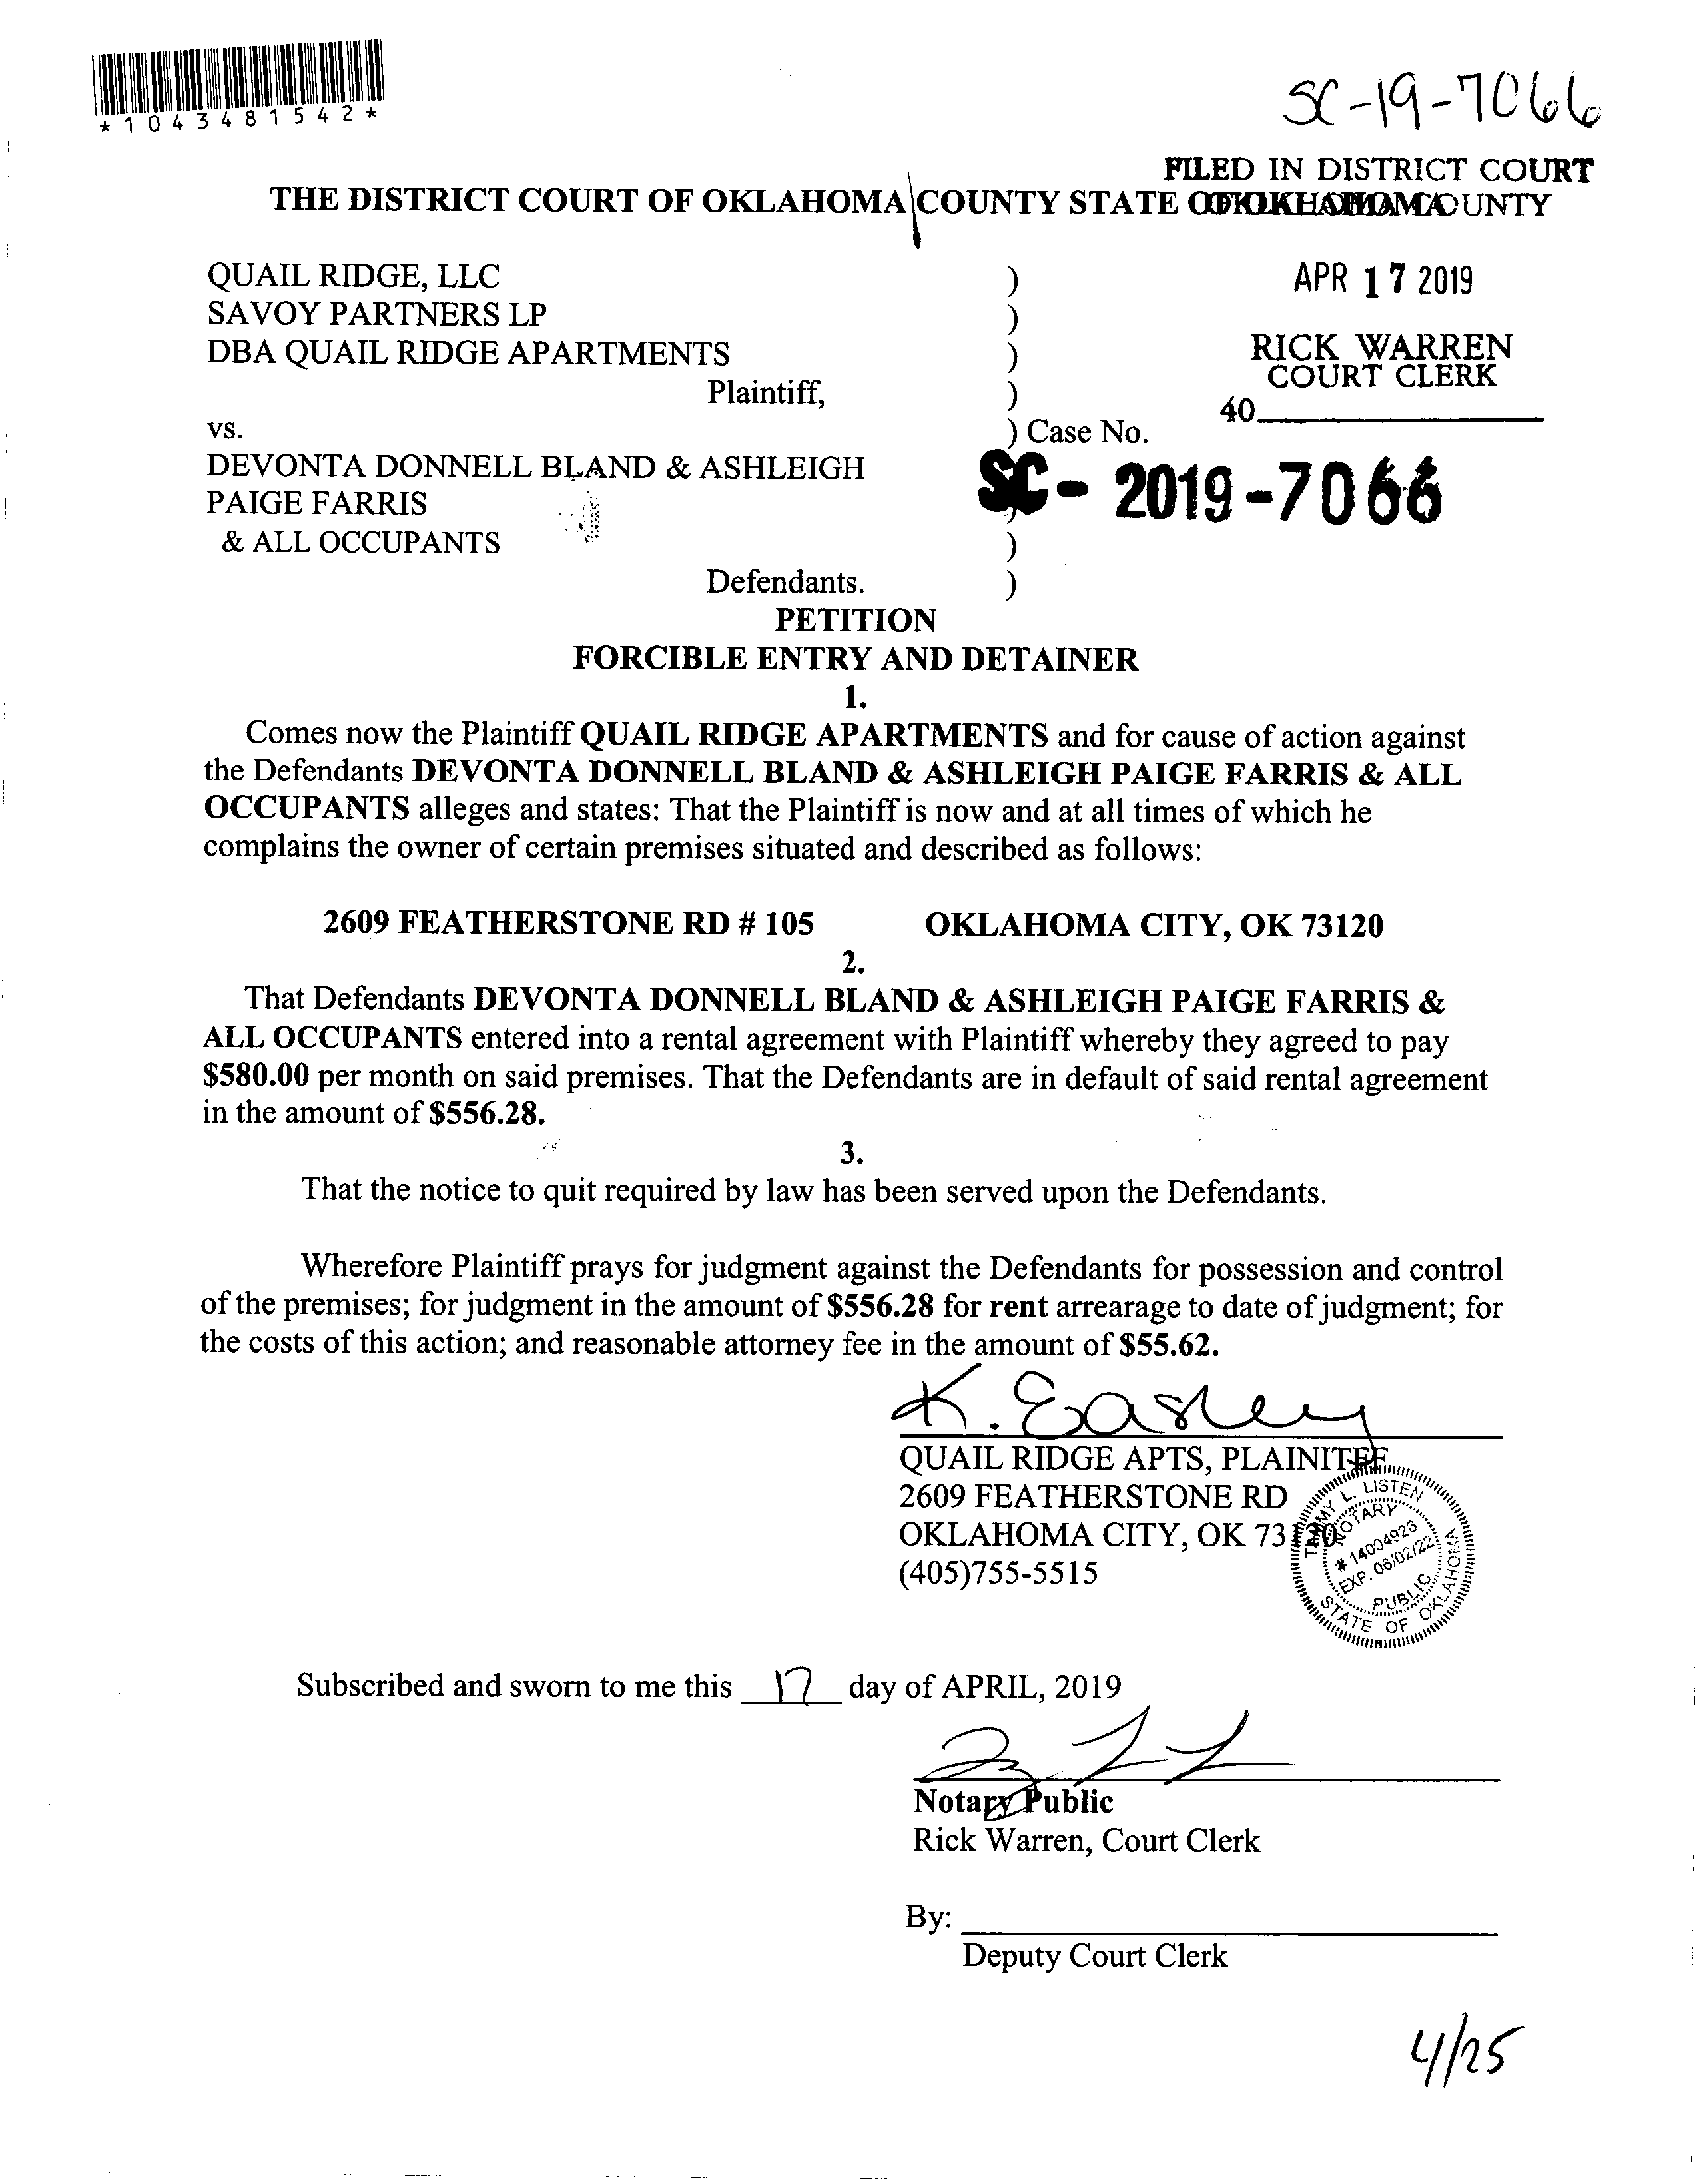 *1043481542*
SC-19-7066
FILED IN DISTRICT COURT
THE DISTRICT COURT OF OKLAHOMA COUNTY STATE OF OKLAHOMA
OKLAHOMA COUNTY
QUAIL RIDGE, LLC )
SAVOY PARTNERS LP )
DBA QUAIL RIDGE APARTMENTS )
Plaintiff, )
APR 17 2019
RICK WARREN
COURT CLERK
40
vs. ) Case No.
DEVONTA DONNELL BLAND & ASHLEIGH
PAIGE FARRIS )
SC- 2019-7066
& ALL OCCUPANTS )
Defendants. )
PETITION
FORCIBLE ENTRY AND DETAINER
1.
Comes now the Plaintiff QUAIL RIDGE APARTMENTS and for cause of action against
the Defendants DEVONTA DONNELL BLAND & ASHLEIGH PAIGE FARRIS & ALL
OCCUPANTS alleges and states: That the Plaintiff is now and at all times of which he
complains the owner of certain premises situated and described as follows:
2609 FEATHERSTONE RD # 105 OKLAHOMA CITY, OK 73120
2.
That Defendants DEVONTA DONNELL BLAND & ASHLEIGH PAIGE FARRIS &
ALL OCCUPANTS entered into a rental agreement with Plaintiff whereby they agreed to pay
$580.00 per month on said premises. That the Defendants are in default of said rental agreement
in the amount of $556.28.
3.
That the notice to quit required by law has been served upon the Defendants.
Wherefore Plaintiff prays for judgment against the Defendants for possession and control
of the premises; for judgment in the amount of $556.28 for rent arrearage to date of judgment; for
the costs of this action; and reasonable attorney fee in the amount of $55.62.
K. Easley
QUAIL RIDGE APTS, PLAINITFF
2609 FEATHERSTONE RD
OKLAHOMA CITY, OK 73120
(405)755-5515
L. LISTEN
NOTARY
# 14004923
EXP. 06/02/22
PUBLIC
STATE OF OKLAHOMA
Subscribed and sworn to me this 17 day of APRIL, 2019
Notary Public
Rick Warren, Court Clerk
By:
Deputy Court Clerk
4/25